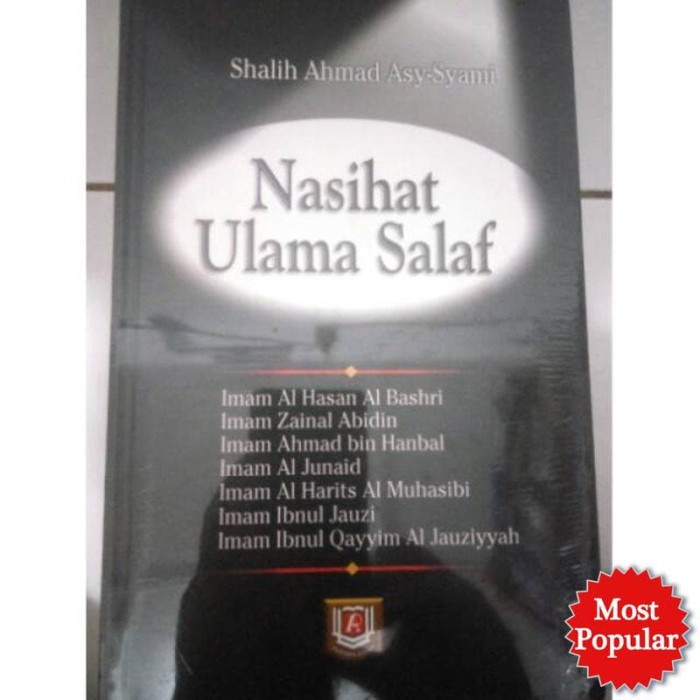 Shalih Ahmad Asy-Syami
Nasihat
Ulama Salaf
Imam Al Hasan Al Bashri
Imam Zainal Abidin
Imam Ahmad bin Hanbal
Imam Al Junaid
Imam Al Harits Al Muhasibi
Imam Ibnul Jauzi
Imam Ibnul Qayyim Al Jauziyyah
Most
Popular